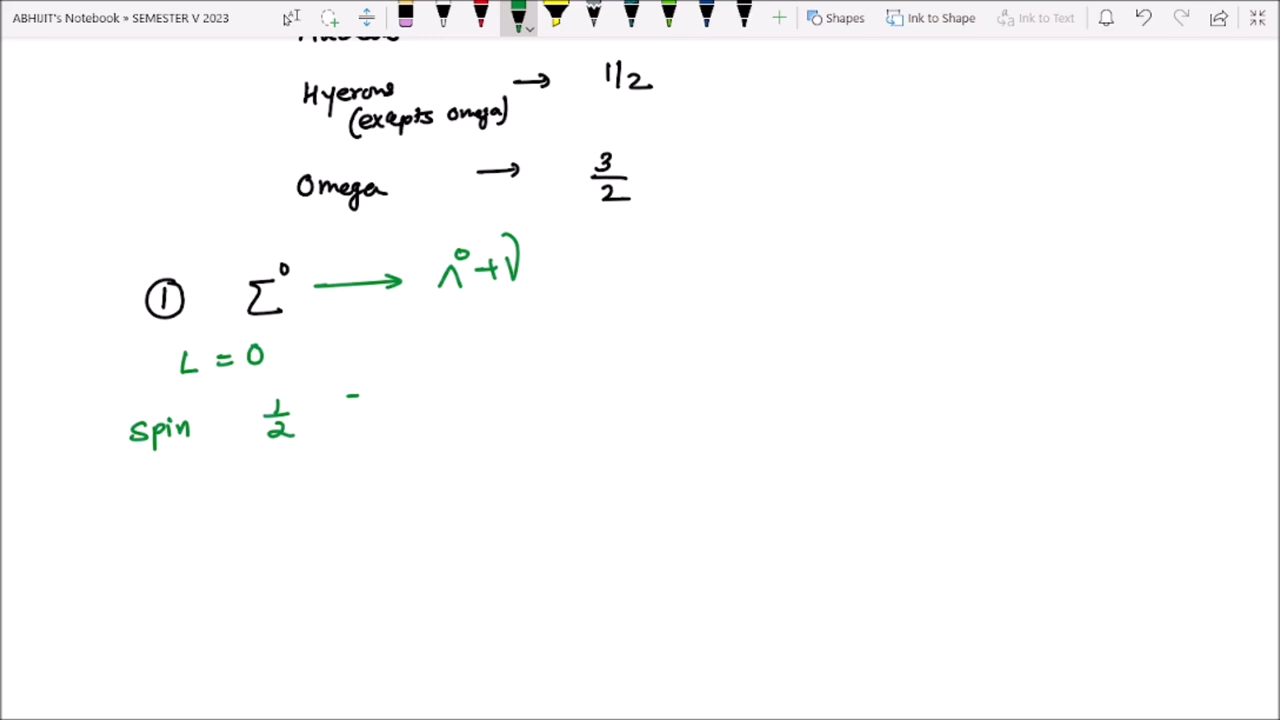 ABHIJIT's Notebook » SEMESTER V 2023
Shapes
Ink to Shape
Ink to Text
Hyerons → 1/2
(exepts omega)
Omega → 3/2
① Σ⁰ → Λ⁰ + γ
L = 0
Spin 1/2 -